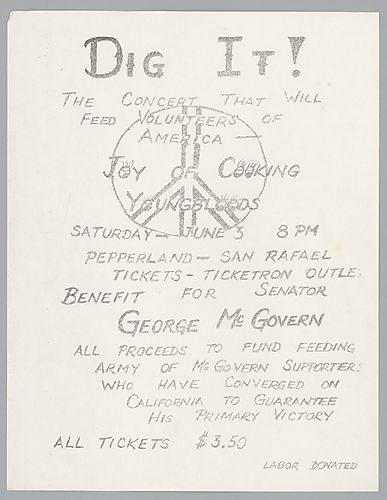 DIG IT!
THE CONCERT THAT WILL
FEED VOLUNTEERS OF
AMERICA —
JOY OF COOKING
YOUNGBLOODS
SATURDAY — JUNE 3 8 PM
PEPPERLAND — SAN RAFAEL
TICKETS — TICKETRON OUTLE
BENEFIT FOR SENATOR
GEORGE MCGOVERN
ALL PROCEEDS TO FUND FEEDING
ARMY OF MCGOVERN SUPPORTERS
WHO HAVE CONVERGED ON
CALIFORNIA TO GUARANTEE
HIS PRIMARY VICTORY
ALL TICKETS $3.50
LABOR DONATED